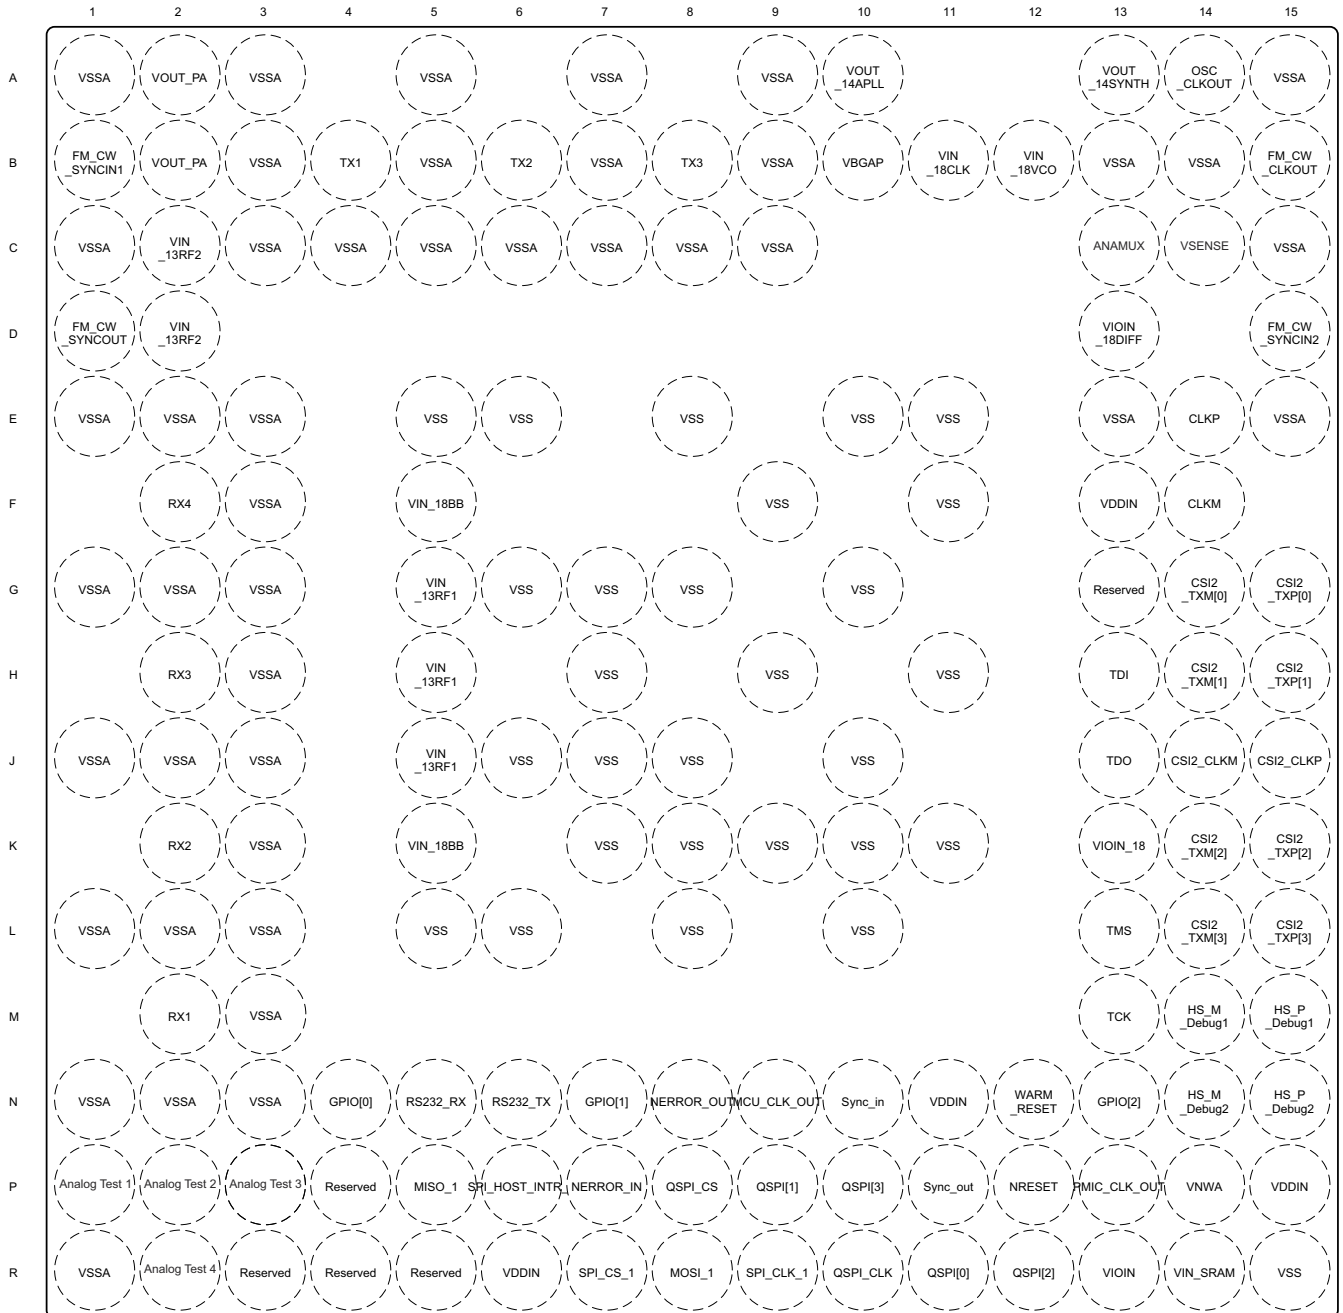 1 2 3 4 5 6 7 8 9 10 11 12 13 14 15
A VSSA VOUT_PA VSSA VSSA VSSA VSSA VOUT _14APLL VOUT _14SYNTH OSC _CLKOUT VSSA
B FM_CW _SYNCIN1 VOUT_PA VSSA TX1 VSSA TX2 VSSA TX3 VSSA VBGAP VIN _18CLK VIN _18VCO VSSA VSSA FM_CW _CLKOUT
C VSSA VIN _13RF2 VSSA VSSA VSSA VSSA VSSA VSSA VSSA ANAMUX VSENSE VSSA
D FM_CW _SYNCOUT VIN _13RF2 VIOIN _18DIFF FM_CW _SYNCIN2
E VSSA VSSA VSSA VSS VSS VSS VSS VSS VSSA CLKP VSSA
F RX4 VSSA VIN_18BB VSS VSS VDDIN CLKM
G VSSA VSSA VSSA VIN _13RF1 VSS VSS VSS VSS Reserved CSI2 _TXM[0] CSI2 _TXP[0]
H RX3 VSSA VIN _13RF1 VSS VSS VSS TDI CSI2 _TXM[1] CSI2 _TXP[1]
J VSSA VSSA VSSA VIN _13RF1 VSS VSS VSS VSS TDO CSI2_CLKM CSI2_CLKP
K RX2 VSSA VIN_18BB VSS VSS VSS VSS VSS VIOIN_18 CSI2 _TXM[2] CSI2 _TXP[2]
L VSSA VSSA VSSA VSS VSS VSS VSS TMS CSI2 _TXM[3] CSI2 _TXP[3]
M RX1 VSSA TCK HS_M _Debug1 HS_P _Debug1
N VSSA VSSA VSSA GPIO[0] RS232_RX RS232_TX GPIO[1] NERROR_OUT MCU_CLK_OUT Sync_in VDDIN WARM _RESET GPIO[2] HS_M _Debug2 HS_P _Debug2
P Analog Test 1 Analog Test 2 Analog Test 3 Reserved MISO_1 SPI_HOST_INTR_ NERROR_IN QSPI_CS QSPI[1] QSPI[3] Sync_out NRESET PMIC_CLK_OUT VNWA VDDIN
R VSSA Analog Test 4 Reserved Reserved Reserved VDDIN SPI_CS_1 MOSI_1 SPI_CLK_1 QSPI_CLK QSPI[0] QSPI[2] VIOIN VIN_SRAM VSS